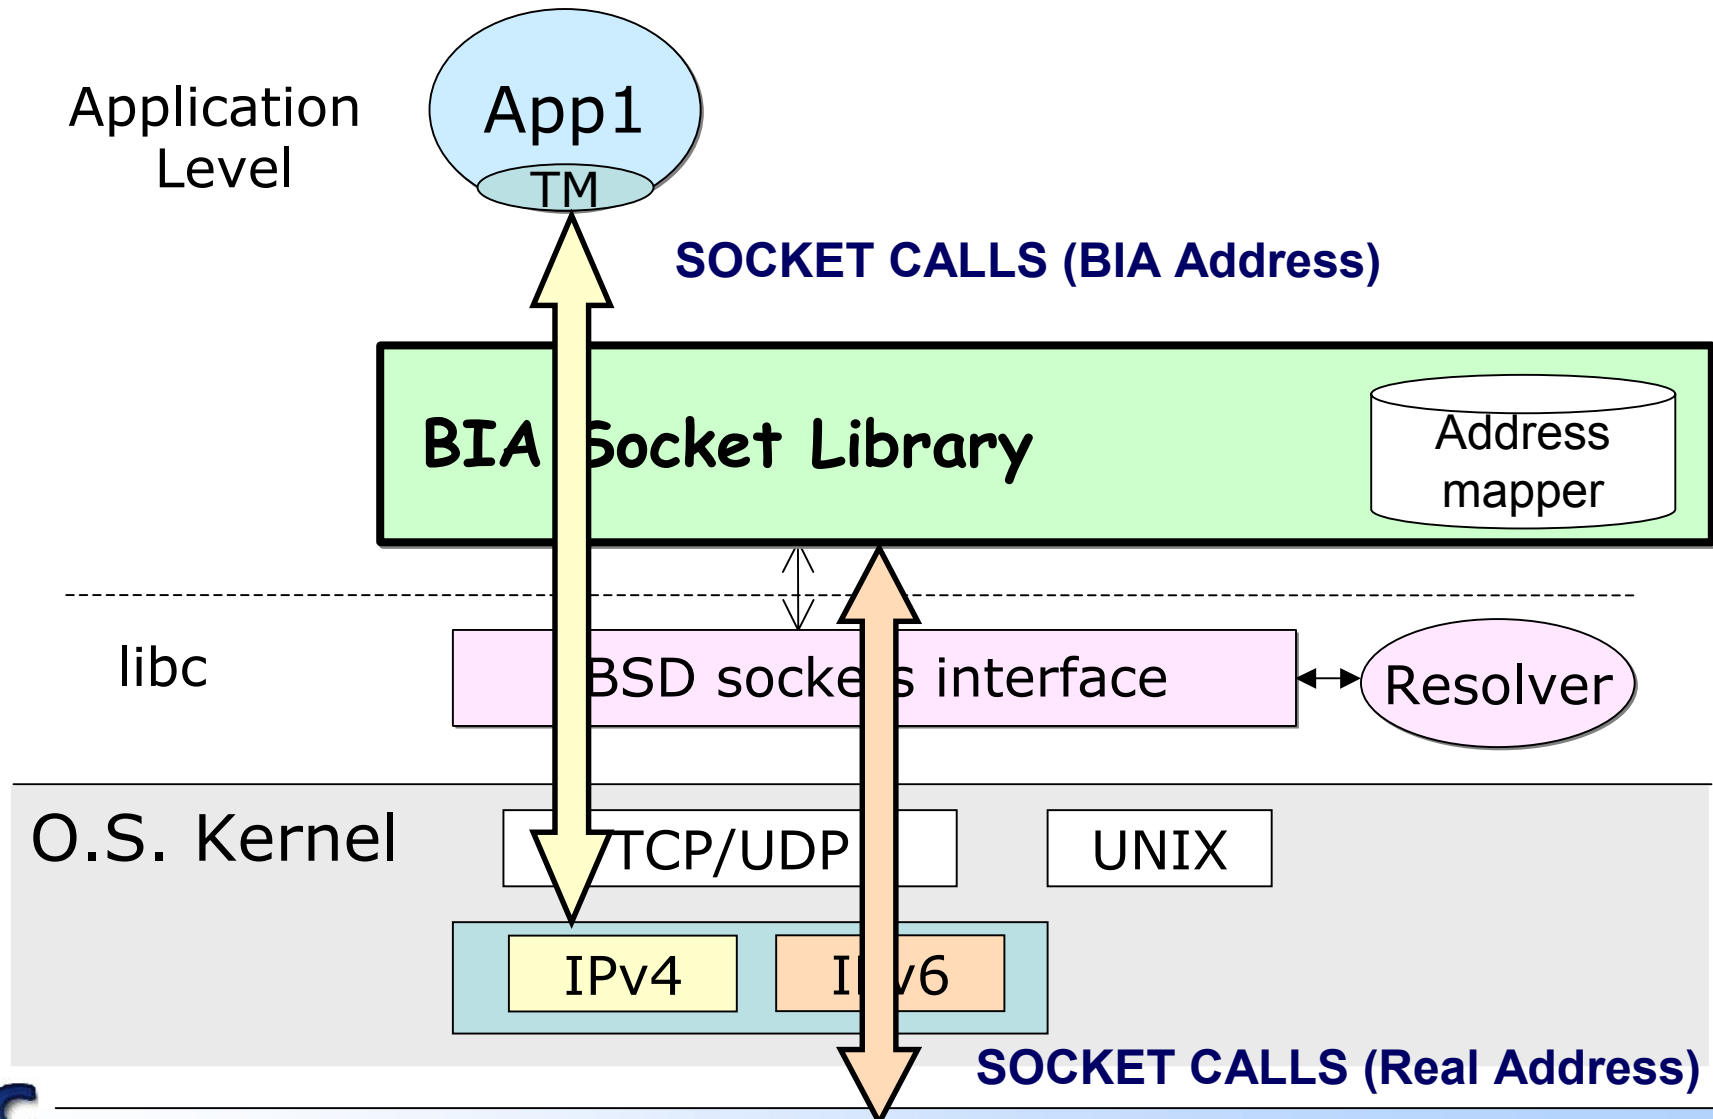 Application
Level
App1
TM
SOCKET CALLS (BIA Address)
BIA Socket Library
Address
mapper
libc
BSD sockets interface
Resolver
O.S. Kernel
TCP/UDP
UNIX
IPv4
IPv6
SOCKET CALLS (Real Address)